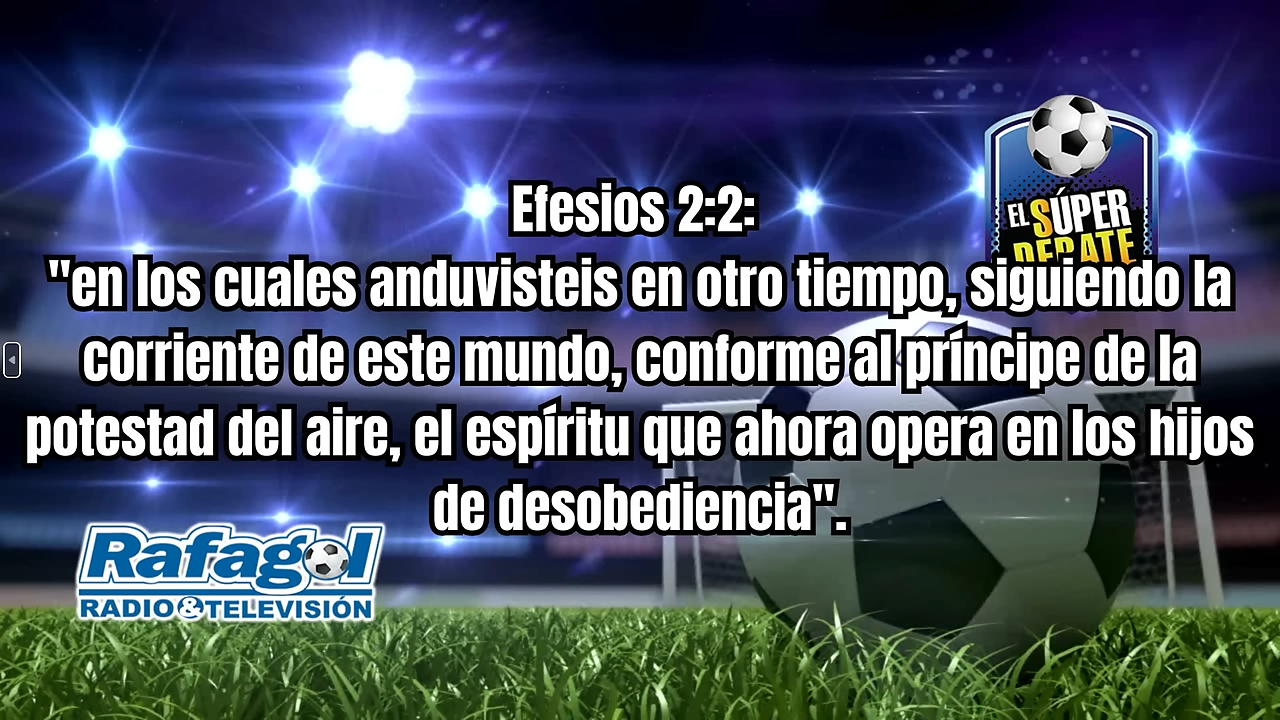 EL SÚPER
DEBATE
Efesios 2:2:
"en los cuales anduvisteis en otro tiempo, siguiendo la
corriente de este mundo, conforme al príncipe de la
potestad del aire, el espíritu que ahora opera en los hijos
de desobediencia".
Rafagol
RADIO&TELEVISIÓN